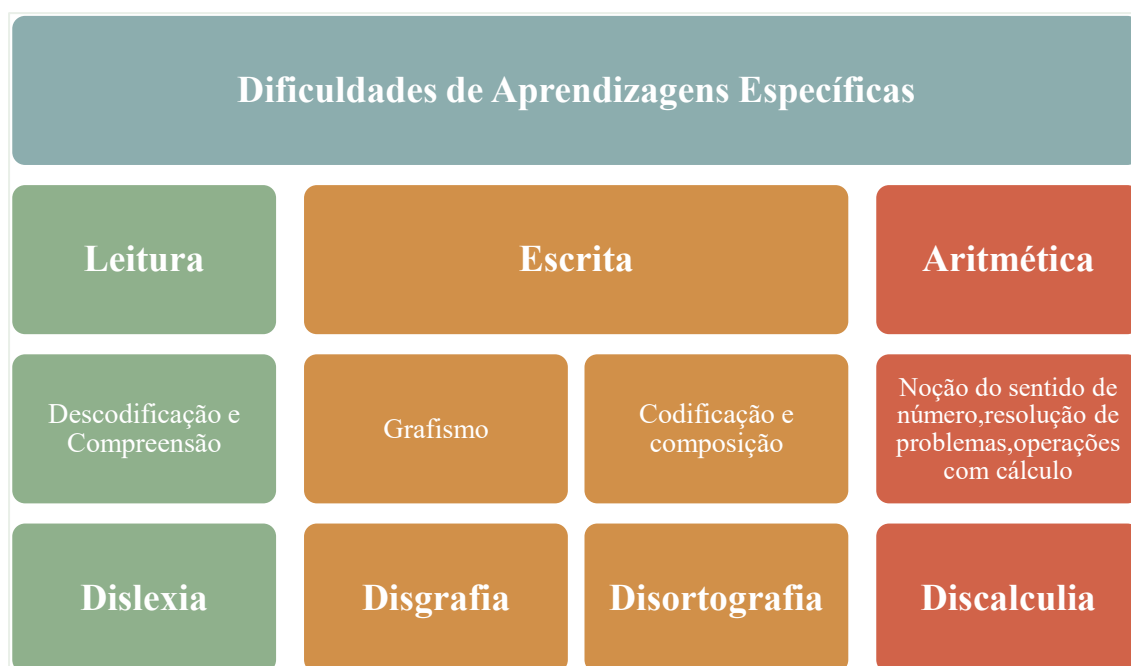 Dificuldades de Aprendizagens Específicas
Leitura
Escrita
Aritmética
Descodificação e
Compreensão
Grafismo
Codificação e
composição
Noção do sentido de
número,resolução de
problemas,operações
com cálculo
Dislexia
Disgrafia
Disortografia
Discalculia